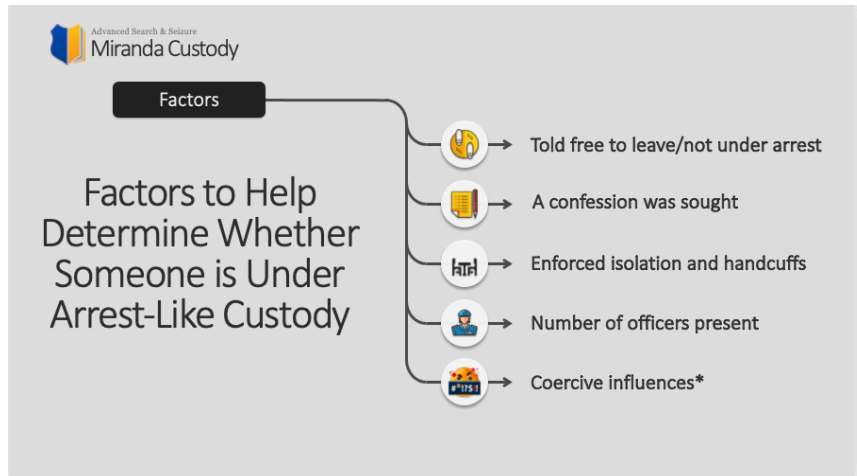 Advanced Search & Seizure
Miranda Custody
Factors
Factors to Help
Determine Whether
Someone is Under
Arrest-Like Custody
Told free to leave/not under arrest
A confession was sought
Enforced isolation and handcuffs
Number of officers present
#*!?$!!
Coercive influences*